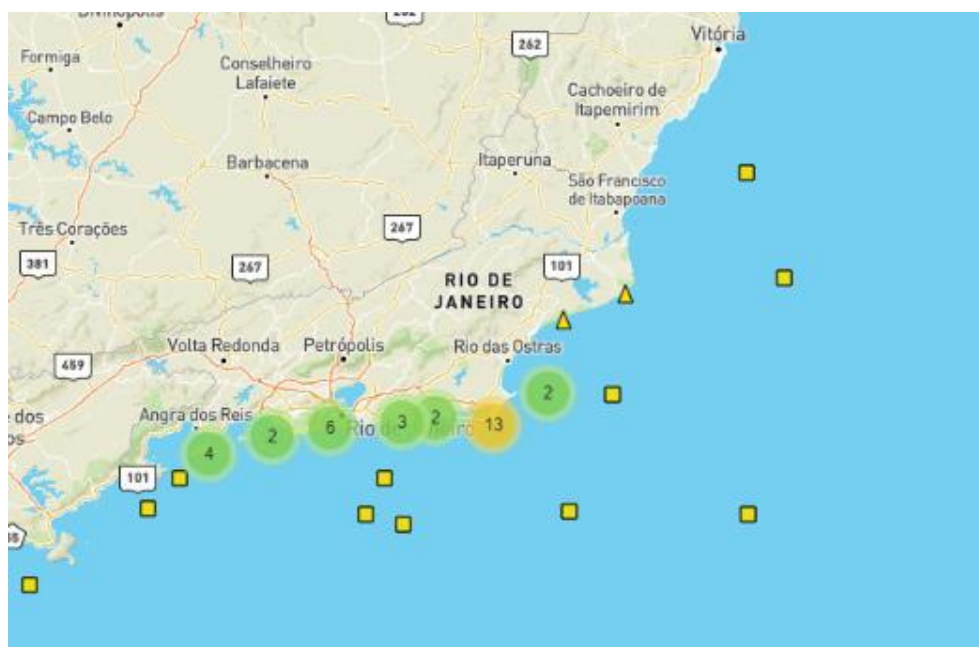 262
Vitória
Formiga
Conselheiro
Lafaiete
Cachoeiro de
Itapemirim
Campo Belo
Barbacena
Itaperuna
São Francisco
de Itabapoana
Três Corações
267
381
267
101
RIO DE
JANEIRO
Volta Redonda
Petrópolis
Rio das Ostras
459
2
Angra dos Reis
4
2
6
3
2
13
101